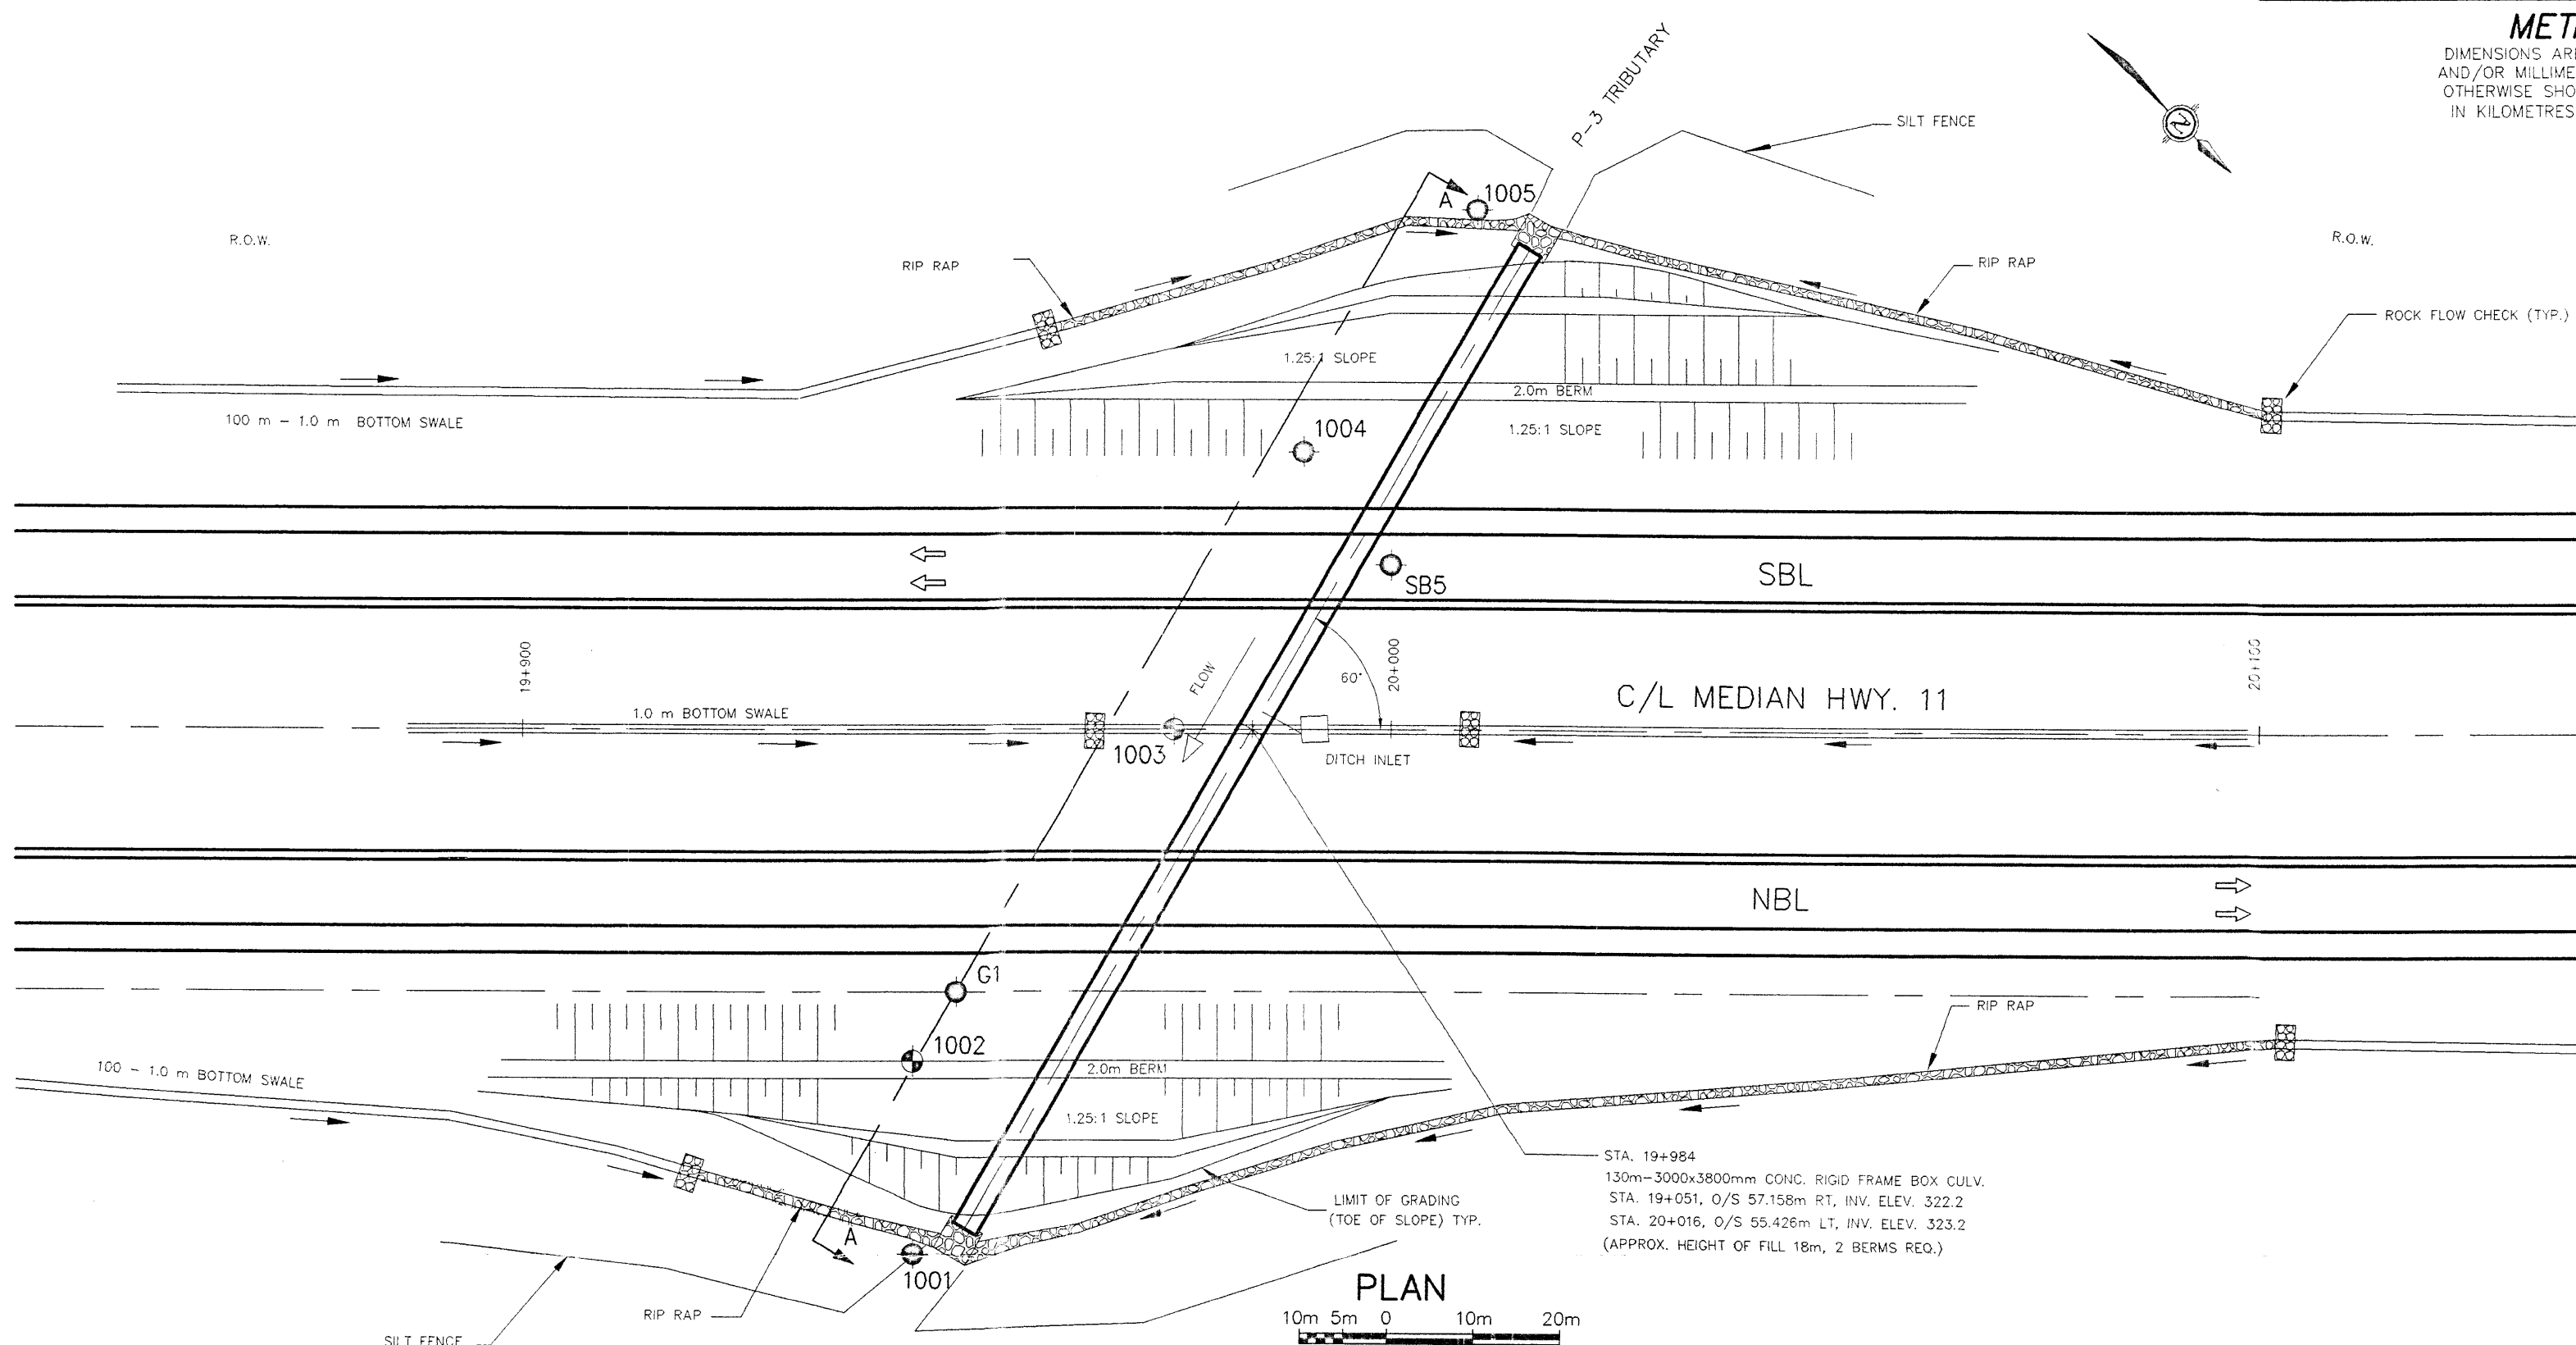 METR
DIMENSIONS ARE
AND/OR MILLIME
OTHERWISE SHO
IN KILOMETRES
N
P-3 TRIBUTARY
SILT FENCE
A
1005
R.O.W.
R.O.W.
RIP RAP
RIP RAP
ROCK FLOW CHECK (TYP.)
1.25:1 SLOPE
2.0m BERM
100 m - 1.0 m BOTTOM SWALE
1004
1.25:1 SLOPE
SBL
SB5
19+900
FLOW
60°
20+000
20+100
C/L MEDIAN HWY. 11
1.0 m BOTTOM SWALE
1003
DITCH INLET
NBL
G1
RIP RAP
1002
100 - 1.0 m BOTTOM SWALE
2.0m BERM
1.25:1 SLOPE
STA. 19+984
130m-3000x3800mm CONC. RIGID FRAME BOX CULV.
STA. 19+051, O/S 57.158m RT, INV. ELEV. 322.2
STA. 20+016, O/S 55.426m LT, INV. ELEV. 323.2
(APPROX. HEIGHT OF FILL 18m, 2 BERMS REQ.)
LIMIT OF GRADING
(TOE OF SLOPE) TYP.
A
1001
RIP RAP
SILT FENCE
PLAN
10m 5m 0 10m 20m